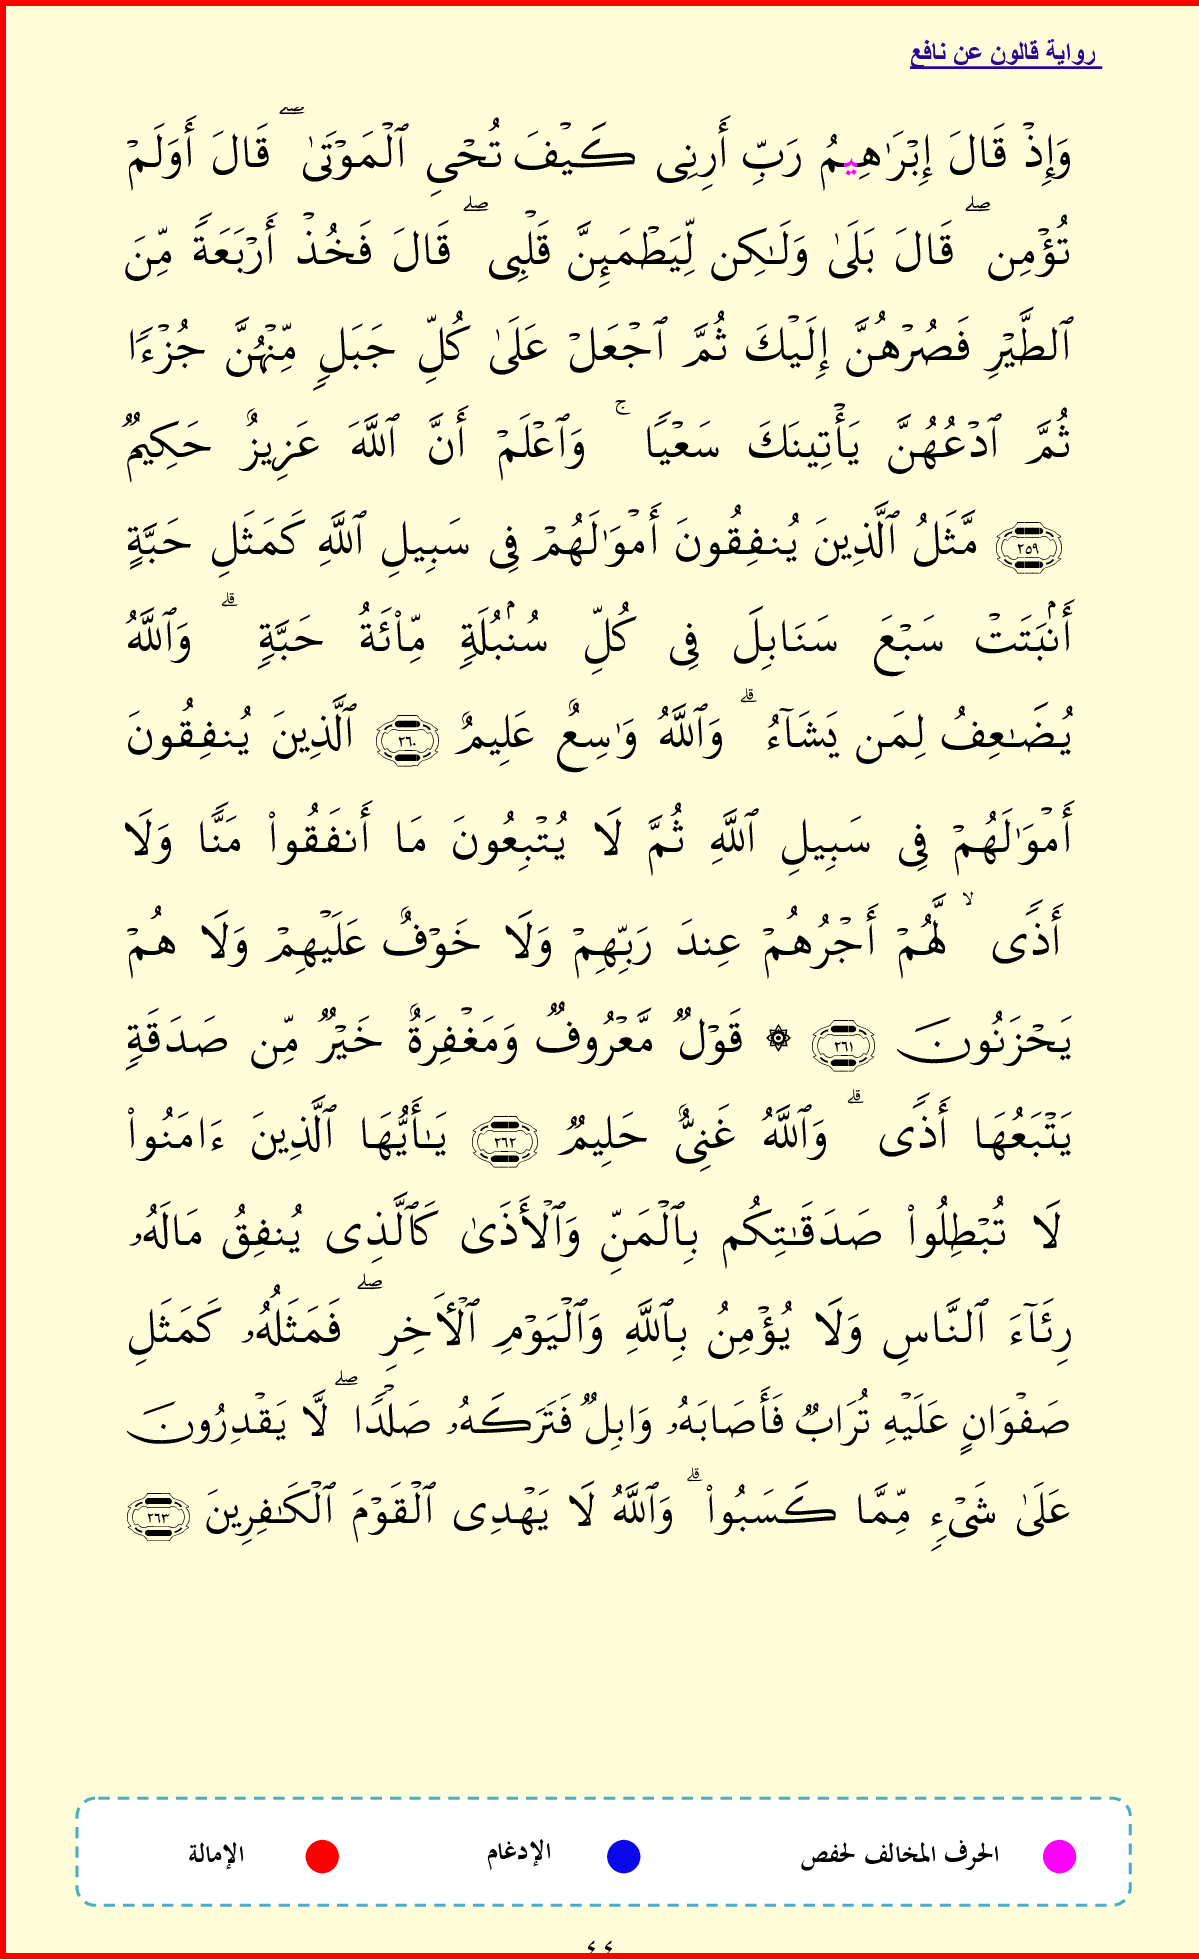 رواية قالون عن نافع
وَإِذۡ قَالَ إِبۡرَٰهِيمُ رَبِّ أَرِنِى كَيۡفَ تُحۡيِ ٱلۡمَوۡتَىٰ ۖ قَالَ أَوَلَمۡ
تُؤۡمِن ۖ قَالَ بَلَىٰ وَلَٰكِن لِّيَطۡمَئِنَّ قَلۡبِى ۖ قَالَ فَخُذۡ أَرۡبَعَةً مِّنَ
ٱلطَّيۡرِ فَصُرۡهُنَّ إِلَيۡكَ ثُمَّ ٱجۡعَلۡ عَلَىٰ كُلِّ جَبَلٍ مِّنۡهُنَّ جُزۡءًا
ثُمَّ ٱدۡعُهُنَّ يَأۡتِينَكَ سَعۡيًا ۚ وَٱعۡلَمۡ أَنَّ ٱللَّهَ عَزِيزٌ حَكِيمٌ
٢٥٩ مَّثَلُ ٱلَّذِينَ يُنفِقُونَ أَمۡوَٰلَهُمۡ فِى سَبِيلِ ٱللَّهِ كَمَثَلِ حَبَّةٍ
أَنۢبَتَتۡ سَبۡعَ سَنَابِلَ فِى كُلِّ سُنۢبُلَةٍ مِّاْئَةُ حَبَّةٍ ۗ وَٱللَّهُ
يُضَٰعِفُ لِمَن يَشَآءُ ۗ وَٱللَّهُ وَٰسِعٌ عَلِيمٌ ٢٦٠ ٱلَّذِينَ يُنفِقُونَ
أَمۡوَٰلَهُمۡ فِى سَبِيلِ ٱللَّهِ ثُمَّ لَا يُتۡبِعُونَ مَا أَنفَقُواْ مَنًّا وَلَا
أَذًى ۙ لَّهُمۡ أَجۡرُهُمۡ عِندَ رَبِّهِمۡ وَلَا خَوۡفٌ عَلَيۡهِمۡ وَلَا هُمۡ
يَحۡزَنُونَ ٢٦١ ۞ قَوۡلٌ مَّعۡرُوفٌ وَمَغۡفِرَةٌ خَيۡرٌ مِّن صَدَقَةٍ
يَتۡبَعُهَا أَذًى ۗ وَٱللَّهُ غَنِىٌّ حَلِيمٌ ٢٦٢ يَٰأَيُّهَا ٱلَّذِينَ ءَامَنُواْ
لَا تُبۡطِلُواْ صَدَقَٰتِكُم بِٱلۡمَنِّ وَٱلۡأَذَىٰ كَٱلَّذِى يُنفِقُ مَالَهُۥ
رِئَآءَ ٱلنَّاسِ وَلَا يُؤۡمِنُ بِٱللَّهِ وَٱلۡيَوۡمِ ٱلۡأَخِرِ ۖ فَمَثَلُهُۥ كَمَثَلِ
صَفۡوَانٍ عَلَيۡهِ تُرَابٌ فَأَصَابَهُۥ وَابِلٌ فَتَرَكَهُۥ صَلۡدًا ۖ لَّا يَقۡدِرُونَ
عَلَىٰ شَىۡءٍ مِّمَّا كَسَبُواْ ۗ وَٱللَّهُ لَا يَهۡدِى ٱلۡقَوۡمَ ٱلۡكَٰفِرِينَ ٢٦٣
الحرف المخالف لحفص الإدغام الإمالة
٤٤